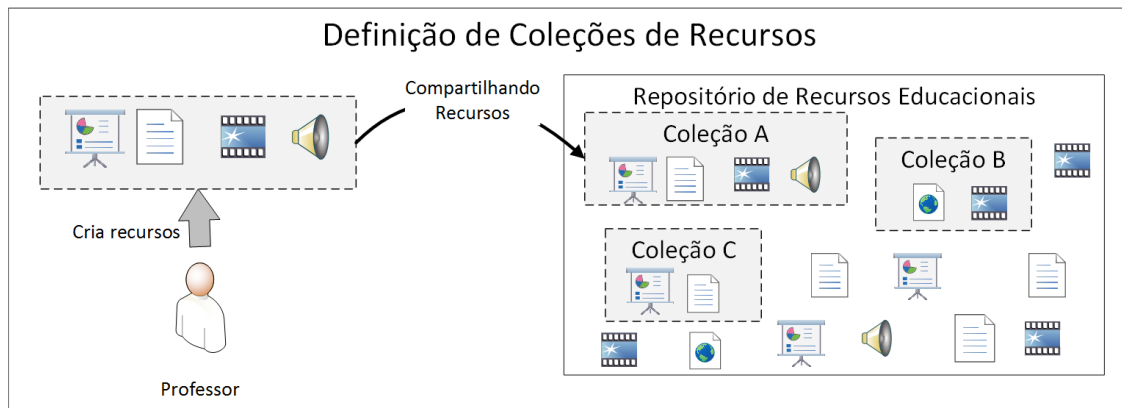 Definição de Coleções de Recursos
Compartilhando
Recursos
Cria recursos
Professor
Repositório de Recursos Educacionais
Coleção A
Coleção B
Coleção C